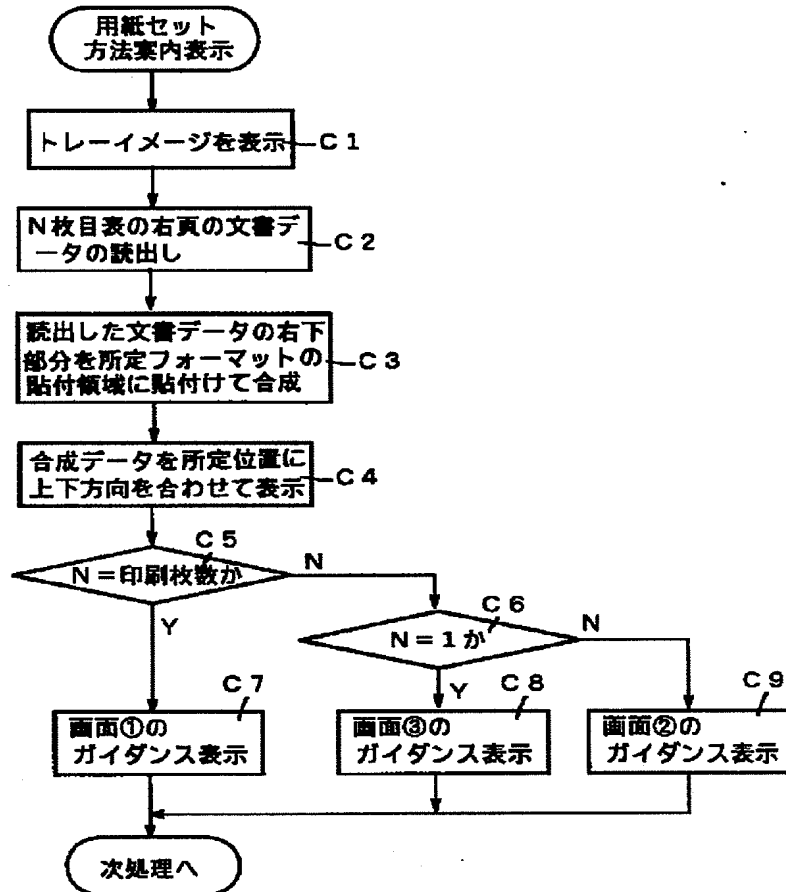 用紙セット
方法案内表示
トレーイメージを表示
C1
N枚目表の右頁の文書デ
ータの読出し
C2
読出した文書データの右下
部分を所定フォーマットの
貼付領域に貼付けて合成
C3
合成データを所定位置に
上下方向を合わせて表示
C4
C5
N=印刷枚数か
N
Y
C6
N=1か
N
Y
C7
画面①の
ガイダンス表示
C8
画面③の
ガイダンス表示
C9
画面②の
ガイダンス表示
次処理へ